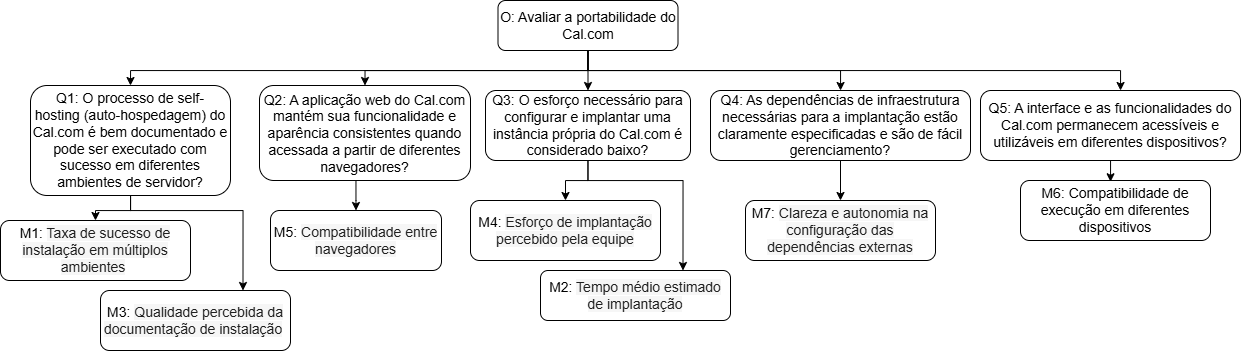 O: Avaliar a portabilidade do
Cal.com
Q1: O processo de self-
hosting (auto-hospedagem) do
Cal.com é bem documentado e
pode ser executado com
sucesso em diferentes
ambientes de servidor?
Q2: A aplicação web do Cal.com
mantém sua funcionalidade e
aparência consistentes quando
acessada a partir de diferentes
navegadores?
Q3: O esforço necessário para
configurar e implantar uma
instância própria do Cal.com é
considerado baixo?
Q4: As dependências de infraestrutura
necessárias para a implantação estão
claramente especificadas e são de fácil
gerenciamento?
Q5: A interface e as funcionalidades do
Cal.com permanecem acessíveis e
utilizáveis em diferentes dispositivos?
M1: Taxa de sucesso de
instalação em múltiplos
ambientes
M3: Qualidade percebida da
documentação de instalação
M5: Compatibilidade entre
navegadores
M4: Esforço de implantação
percebido pela equipe
M2: Tempo médio estimado
de implantação
M7: Clareza e autonomia na
configuração das
dependências externas
M6: Compatibilidade de
execução em diferentes
dispositivos